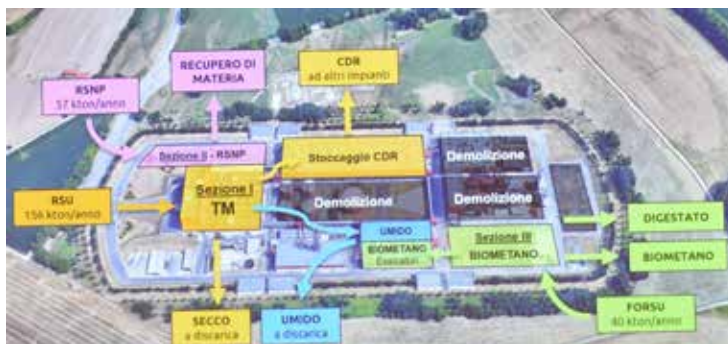 RSNP
57 kton/anno
RECUPERO DI
MATERIA
CDR
ad altri impianti
Sezione II - RSNP
Stoccaggio CDR
Demolizione
Sezione I
TM
Demolizione
Demolizione
RSU
156 kton/anno
UMIDO
BIOMETANO
Essiccatori
Sezione III
BIOMETANO
DIGESTATO
BIOMETANO
SECCO
a discarica
UMIDO
a discarica
FORSU
40 kton/anno